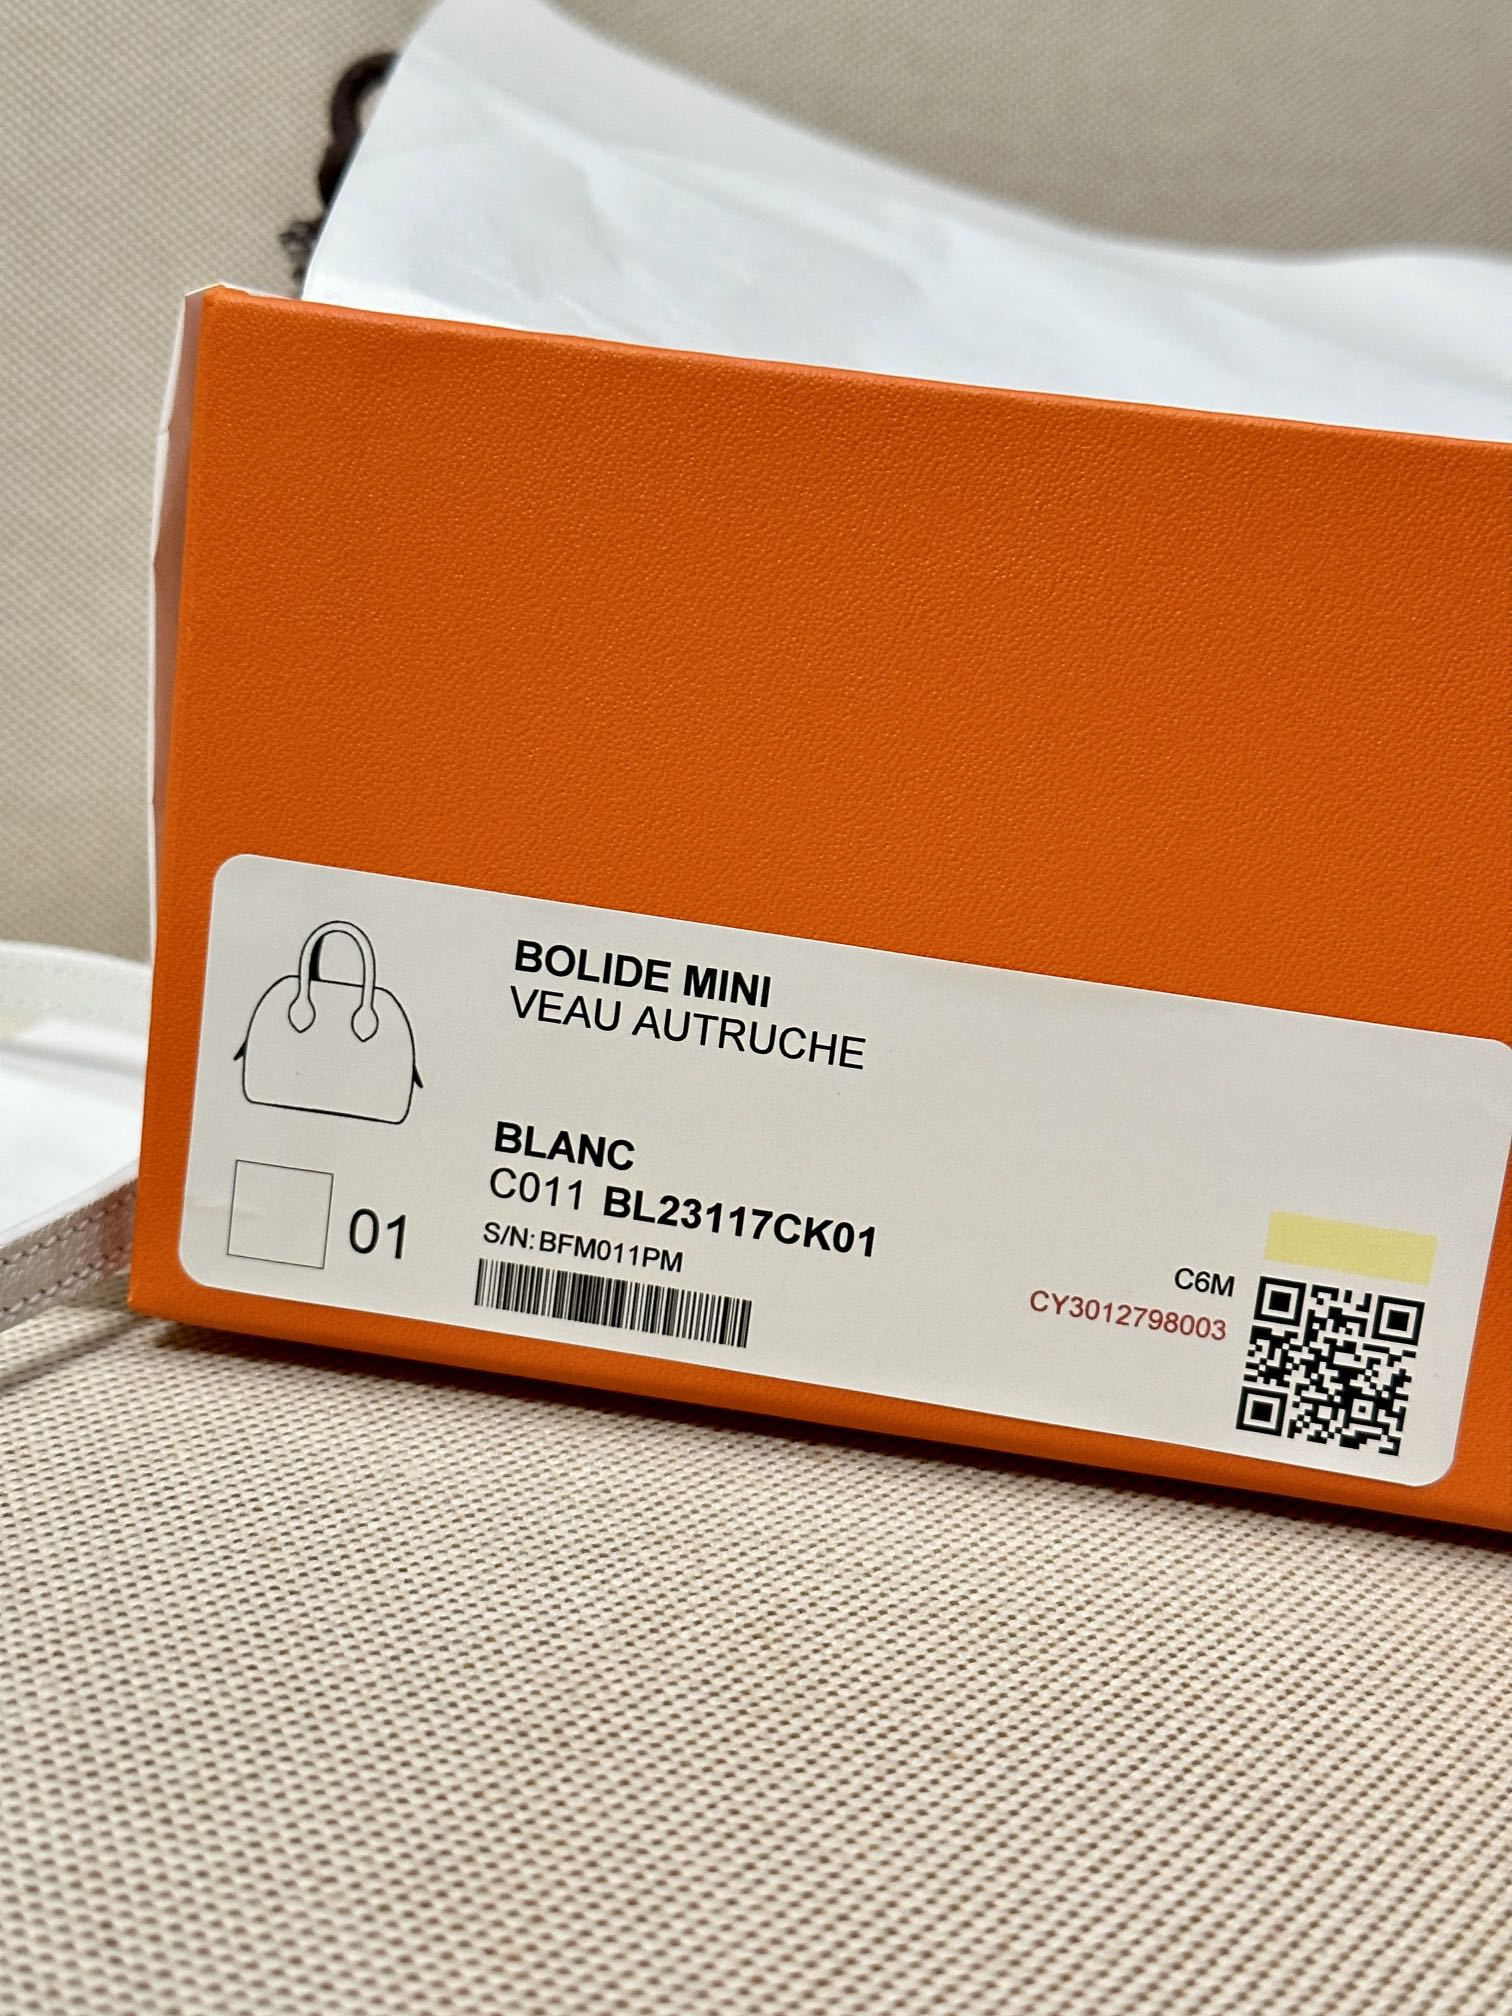 BOLIDE MINI
VEAU AUTRUCHE
BLANC
C011 BL23117CK01
01
S/N: BFM011PM
C6M
CY3012798003